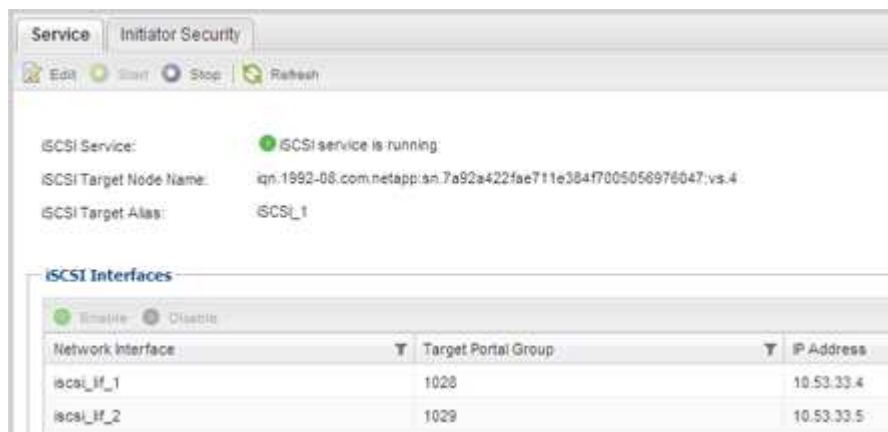 Service Initiator Security
Edit Start Stop Refresh
iSCSI Service: iSCSI service is running
iSCSI Target Node Name: iqn.1992-08.com.netapp:sn.7a92a422fae711e384f7005056976047:vs.4
iSCSI Target Alias: iSCSI_1
iSCSI Interfaces
Enable Disable
Network Interface Target Portal Group IP Address
iscsi_lif_1 1028 10.53.33.4
iscsi_lif_2 1029 10.53.33.5